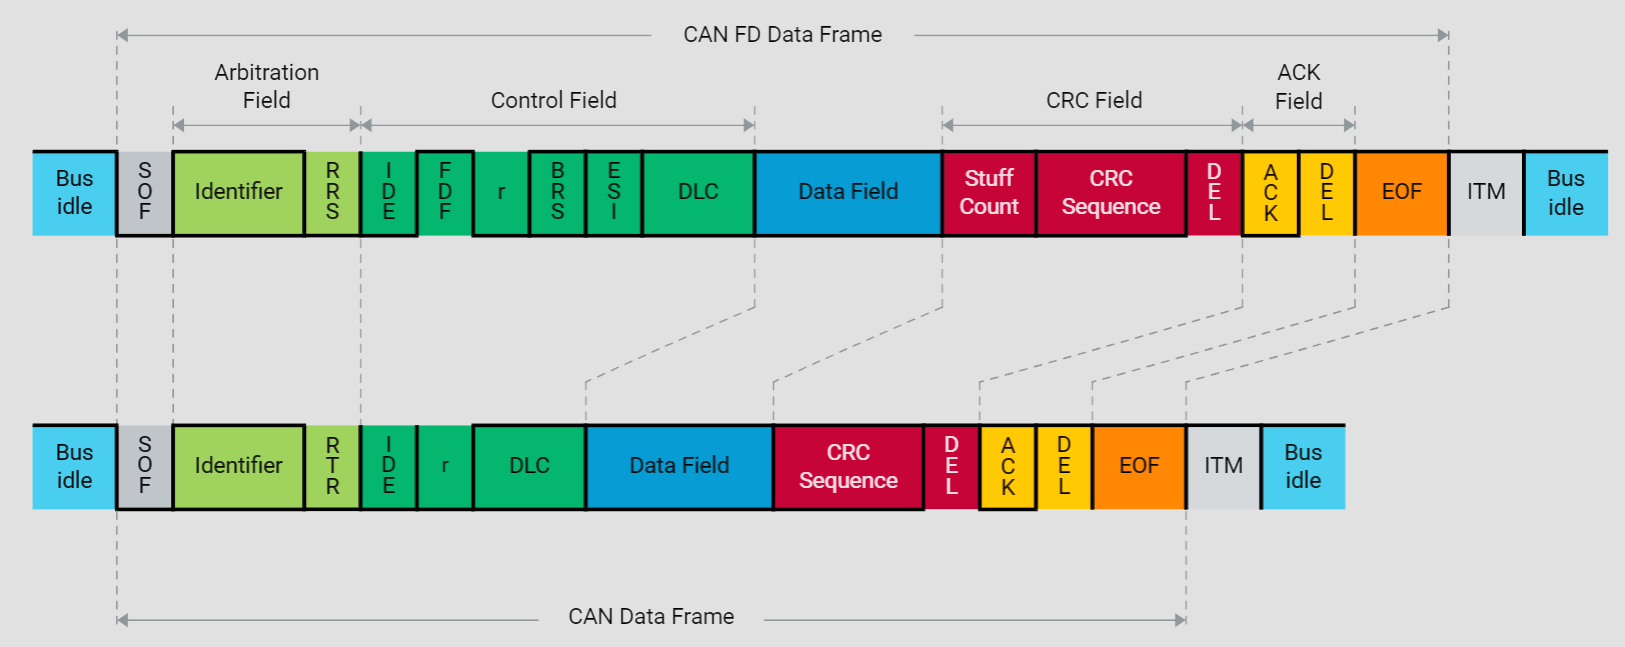 CAN FD Data Frame
Arbitration
Field
Control Field
CRC Field
ACK
Field
Bus
idle
SOF
Identifier
RRS
IDE
FDF
r
BRS
ESI
DLC
Data Field
Stuff
Count
CRC
Sequence
DEL
ACK
DEL
EOF
ITM
Bus
idle
Bus
idle
SOF
Identifier
RTR
IDE
r
DLC
Data Field
CRC
Sequence
DEL
ACK
DEL
EOF
ITM
Bus
idle
CAN Data Frame